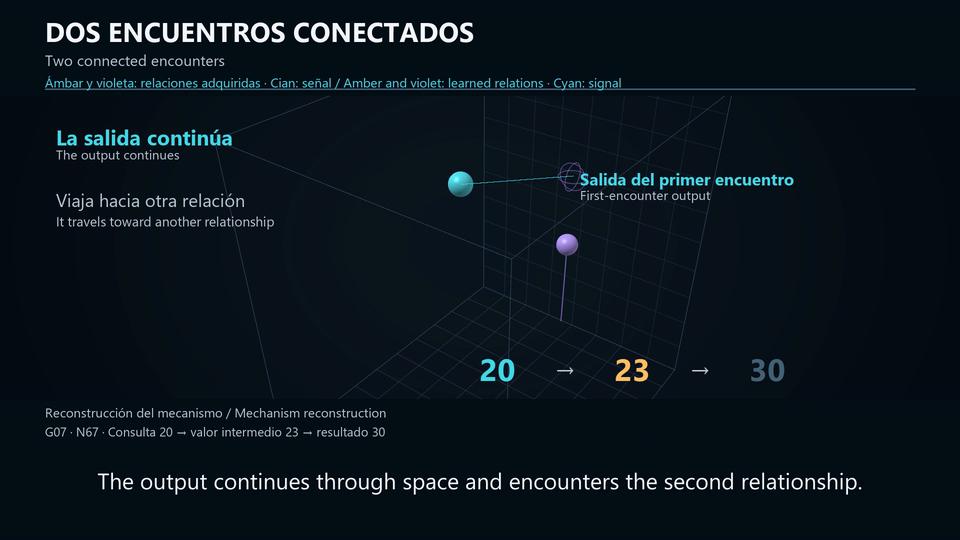 DOS ENCUENTROS CONECTADOS
Two connected encounters
Ámbar y violeta: relaciones adquiridas · Cian: señal / Amber and violet: learned relations · Cyan: signal
La salida continúa
The output continues
Viaja hacia otra relación
It travels toward another relationship
Salida del primer encuentro
First-encounter output
20 → 23 → 30
Reconstrucción del mecanismo / Mechanism reconstruction
G07 · N67 · Consulta 20 → valor intermedio 23 → resultado 30
The output continues through space and encounters the second relationship.